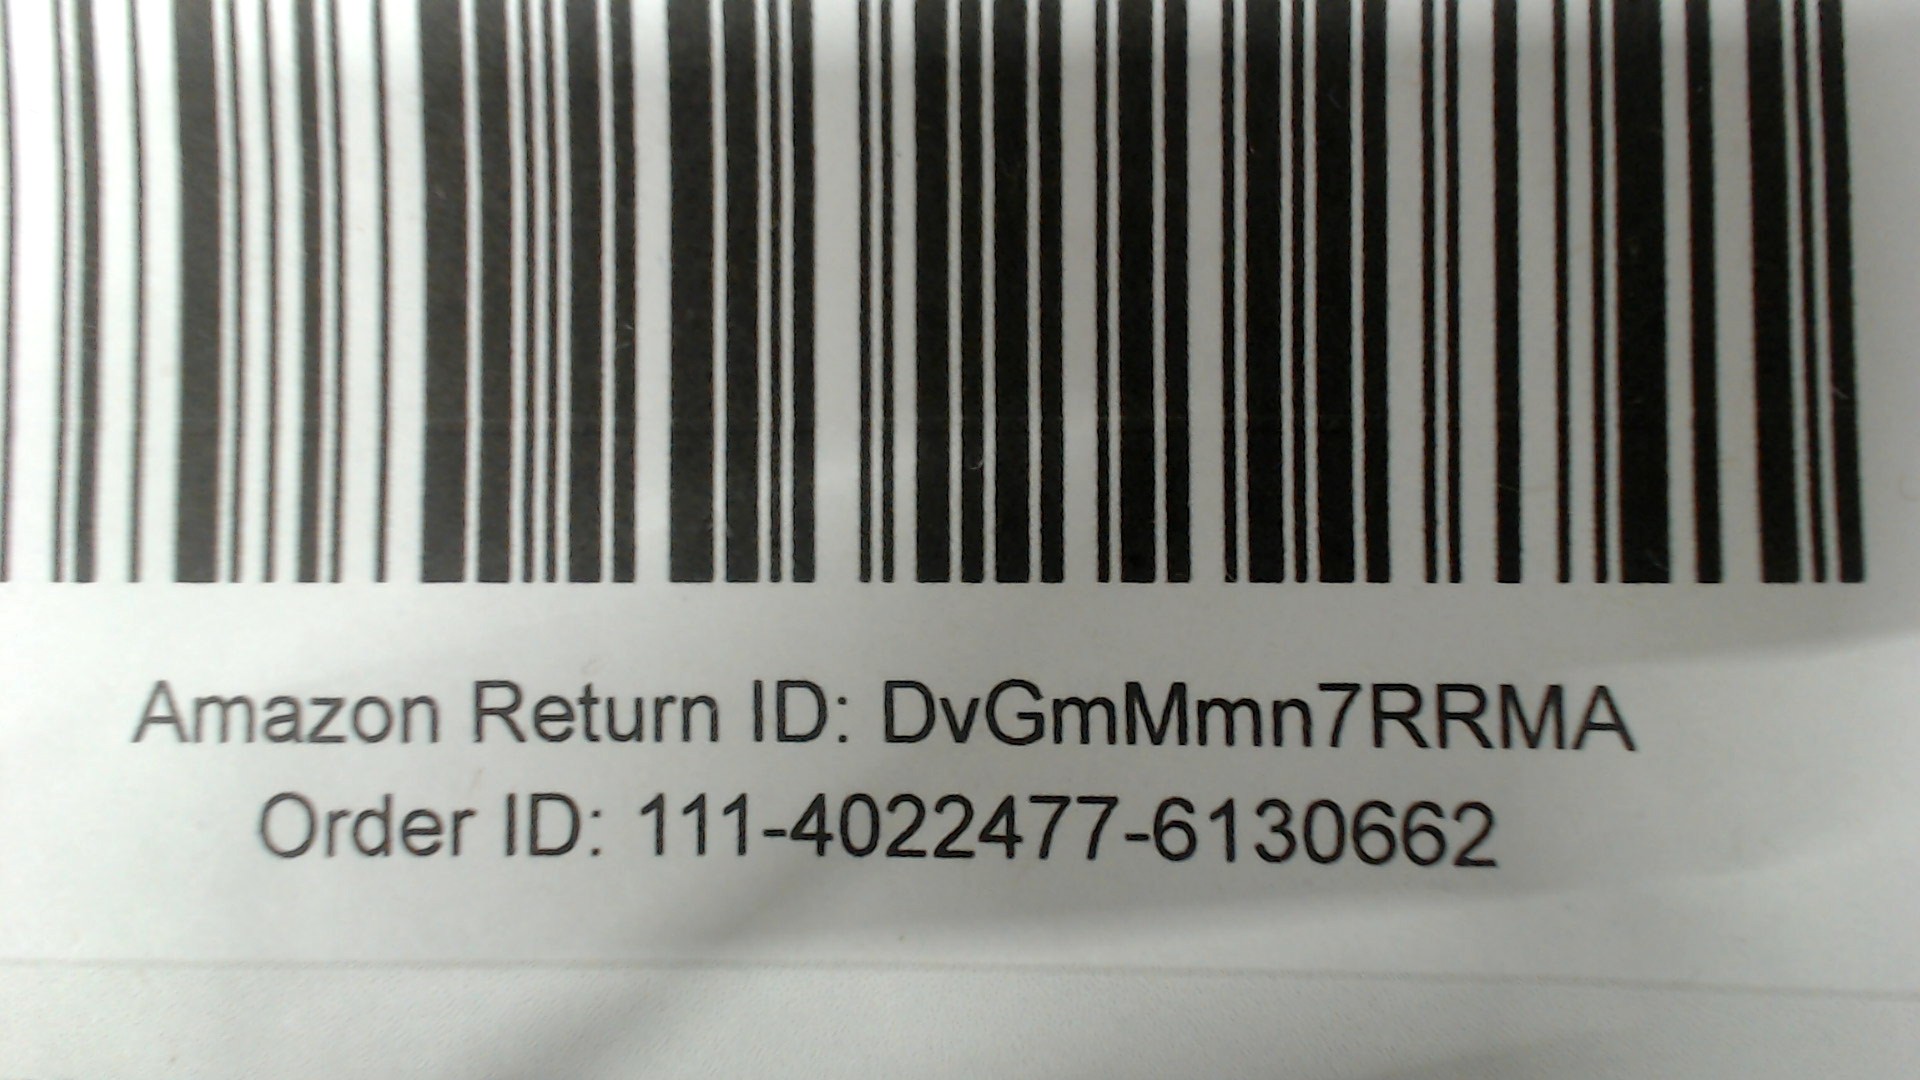 Amazon Return ID: DvGmMmn7RRMA
Order ID: 111-4022477-6130662